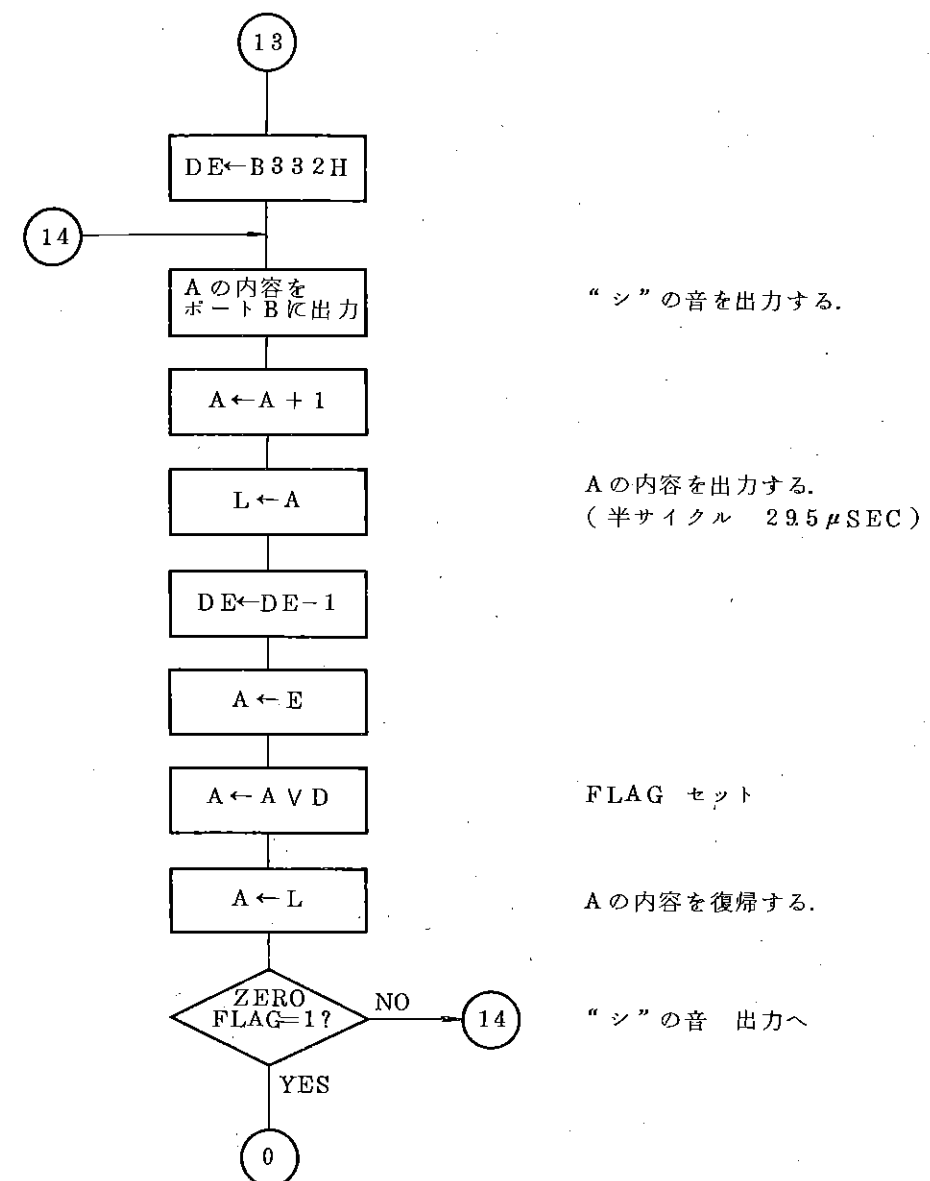 13
DE←B332H
14
Aの内容を
ポートBに出力
“シ”の音を出力する.
A←A+1
L←A
Aの内容を出力する.
(半サイクル 29.5μSEC)
DE←DE-1
A←E
A←A∨D
FLAG セット
A←L
Aの内容を復帰する.
ZERO
FLAG=1?
NO
14
“シ”の音 出力へ
YES
0